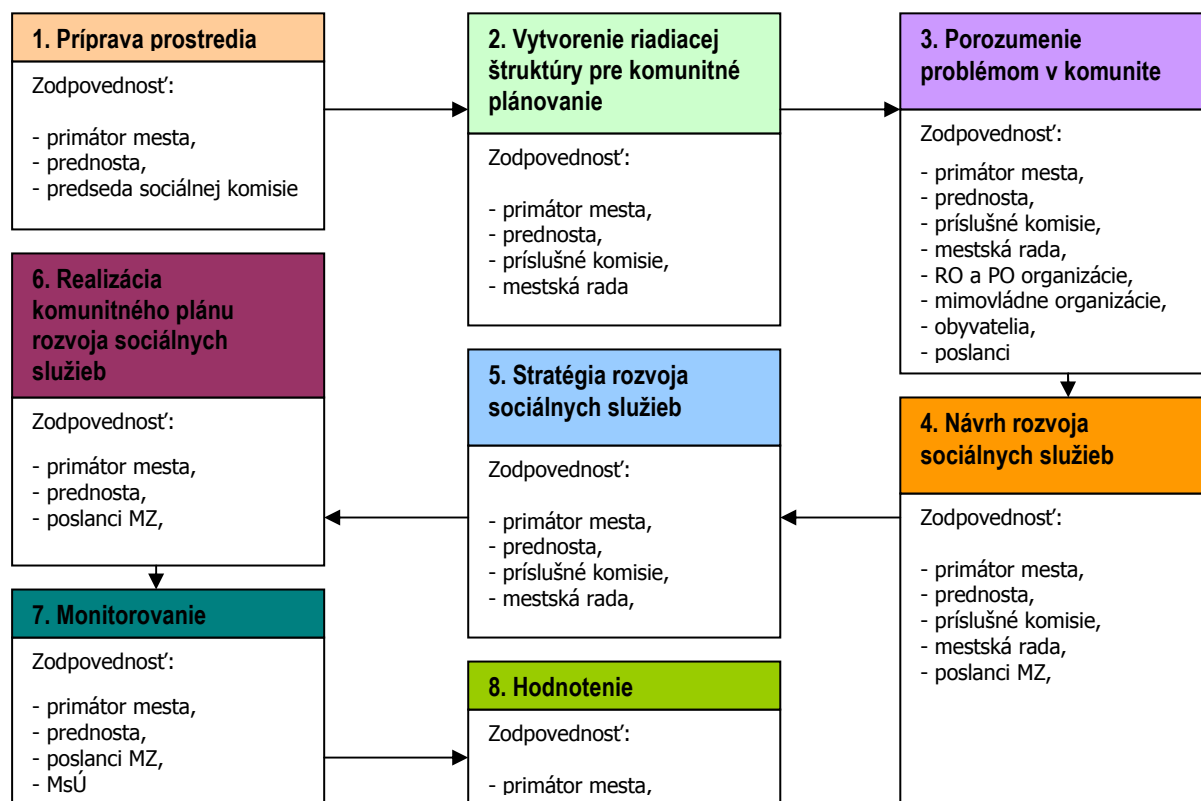 1. Príprava prostredia
Zodpovednosť:
- primátor mesta,
- prednosta,
- predseda sociálnej komisie
2. Vytvorenie riadiacej
štruktúry pre komunitné
plánovanie
Zodpovednosť:
- primátor mesta,
- prednosta,
- príslušné komisie,
- mestská rada
3. Porozumenie
problémom v komunite
Zodpovednosť:
- primátor mesta,
- prednosta,
- príslušné komisie,
- mestská rada,
- RO a PO organizácie,
- mimovládne organizácie,
- obyvatelia,
- poslanci
4. Návrh rozvoja
sociálnych služieb
Zodpovednosť:
- primátor mesta,
- prednosta,
- príslušné komisie,
- mestská rada,
- poslanci MZ,
5. Stratégia rozvoja
sociálnych služieb
Zodpovednosť:
- primátor mesta,
- prednosta,
- príslušné komisie,
- mestská rada,
6. Realizácia
komunitného plánu
rozvoja sociálnych
služieb
Zodpovednosť:
- primátor mesta,
- prednosta,
- poslanci MZ,
7. Monitorovanie
Zodpovednosť:
- primátor mesta,
- prednosta,
- poslanci MZ,
- MsÚ
8. Hodnotenie
Zodpovednosť:
- primátor mesta,